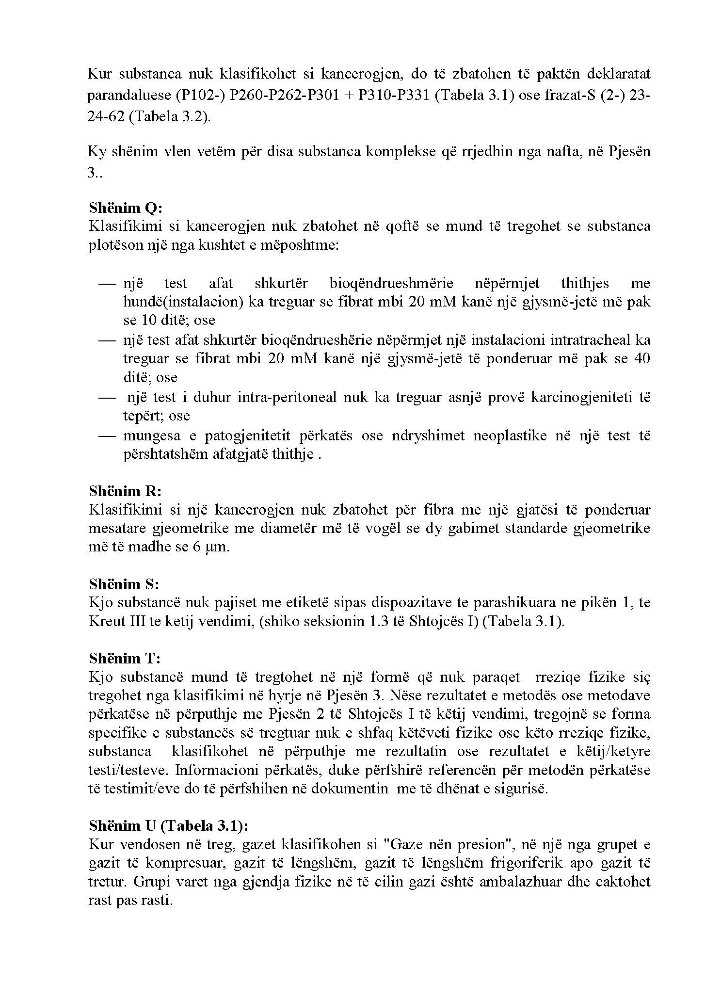 Kur substanca nuk klasifikohet si kancerogjen, do të zbatohen të paktën deklaratat
parandaluese (P102-) P260-P262-P301 + P310-P331 (Tabela 3.1) ose frazat-S (2-) 23-
24-62 (Tabela 3.2).
Ky shënim vlen vetëm për disa substanca komplekse që rrjedhin nga nafta, në Pjesën
3..
Shënim Q:
Klasifikimi si kancerogjen nuk zbatohet në qoftë se mund të tregohet se substanca
plotëson një nga kushtet e mëposhtme:
— një test afat shkurtër bioqëndrueshmërie nëpërmjet thithjes me
hundë(instalacion) ka treguar se fibrat mbi 20 mM kanë një gjysmë-jetë më pak
se 10 ditë; ose
— një test afat shkurtër bioqëndrueshërie nëpërmjet një instalacioni intratracheal ka
treguar se fibrat mbi 20 mM kanë një gjysmë-jetë të ponderuar më pak se 40
ditë; ose
— një test i duhur intra-peritoneal nuk ka treguar asnjë provë karcinogjeniteti të
tepërt; ose
— mungesa e patogjenitetit përkatës ose ndryshimet neoplastike në një test të
përshtatshëm afatgjatë thithje .
Shënim R:
Klasifikimi si një kancerogjen nuk zbatohet për fibra me një gjatësi të ponderuar
mesatare gjeometrike me diametër më të vogël se dy gabimet standarde gjeometrike
më të madhe se 6 µm.
Shënim S:
Kjo substancë nuk pajiset me etiketë sipas dispoazitave te parashikuara ne pikën 1, te
Kreut III te ketij vendimi, (shiko seksionin 1.3 të Shtojcës I) (Tabela 3.1).
Shënim T:
Kjo substancë mund të tregtohet në një formë që nuk paraqet rreziqe fizike siç
tregohet nga klasifikimi në hyrje në Pjesën 3. Nëse rezultatet e metodës ose metodave
përkatëse në përputhje me Pjesën 2 të Shtojcës I të këtij vendimi, tregojnë se forma
specifike e substancës së tregtuar nuk e shfaq këtëveti fizike ose këto rreziqe fizike,
substanca klasifikohet në përputhje me rezultatin ose rezultatet e këtij/ketyre
testi/testeve. Informacioni përkatës, duke përfshirë referencën për metodën përkatëse
të testimit/eve do të përfshihen në dokumentin me të dhënat e sigurisë.
Shënim U (Tabela 3.1):
Kur vendosen në treg, gazet klasifikohen si "Gaze nën presion", në një nga grupet e
gazit të kompresuar, gazit të lëngshëm, gazit të lëngshëm frigoriferik apo gazit të
tretur. Grupi varet nga gjendja fizike në të cilin gazi është ambalazhuar dhe caktohet
rast pas rasti.